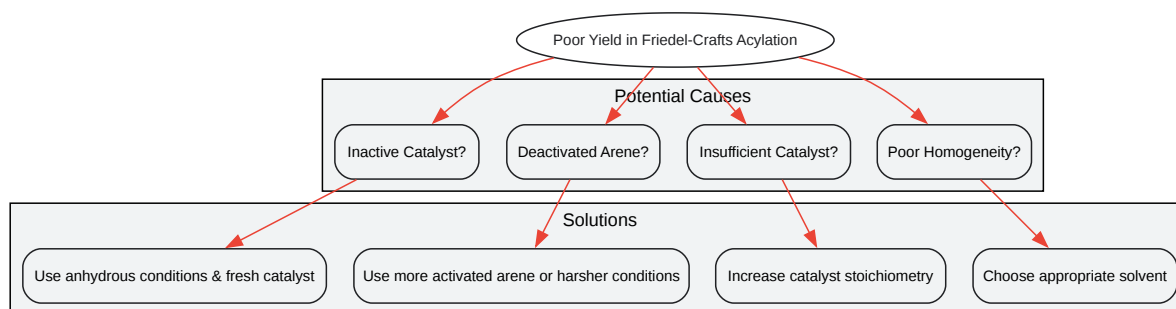 Poor Yield in Friedel-Crafts Acylation
Potential Causes
Inactive Catalyst?
Deactivated Arene?
Insufficient Catalyst?
Poor Homogeneity?
Solutions
Use anhydrous conditions & fresh catalyst
Use more activated arene or harsher conditions
Increase catalyst stoichiometry
Choose appropriate solvent